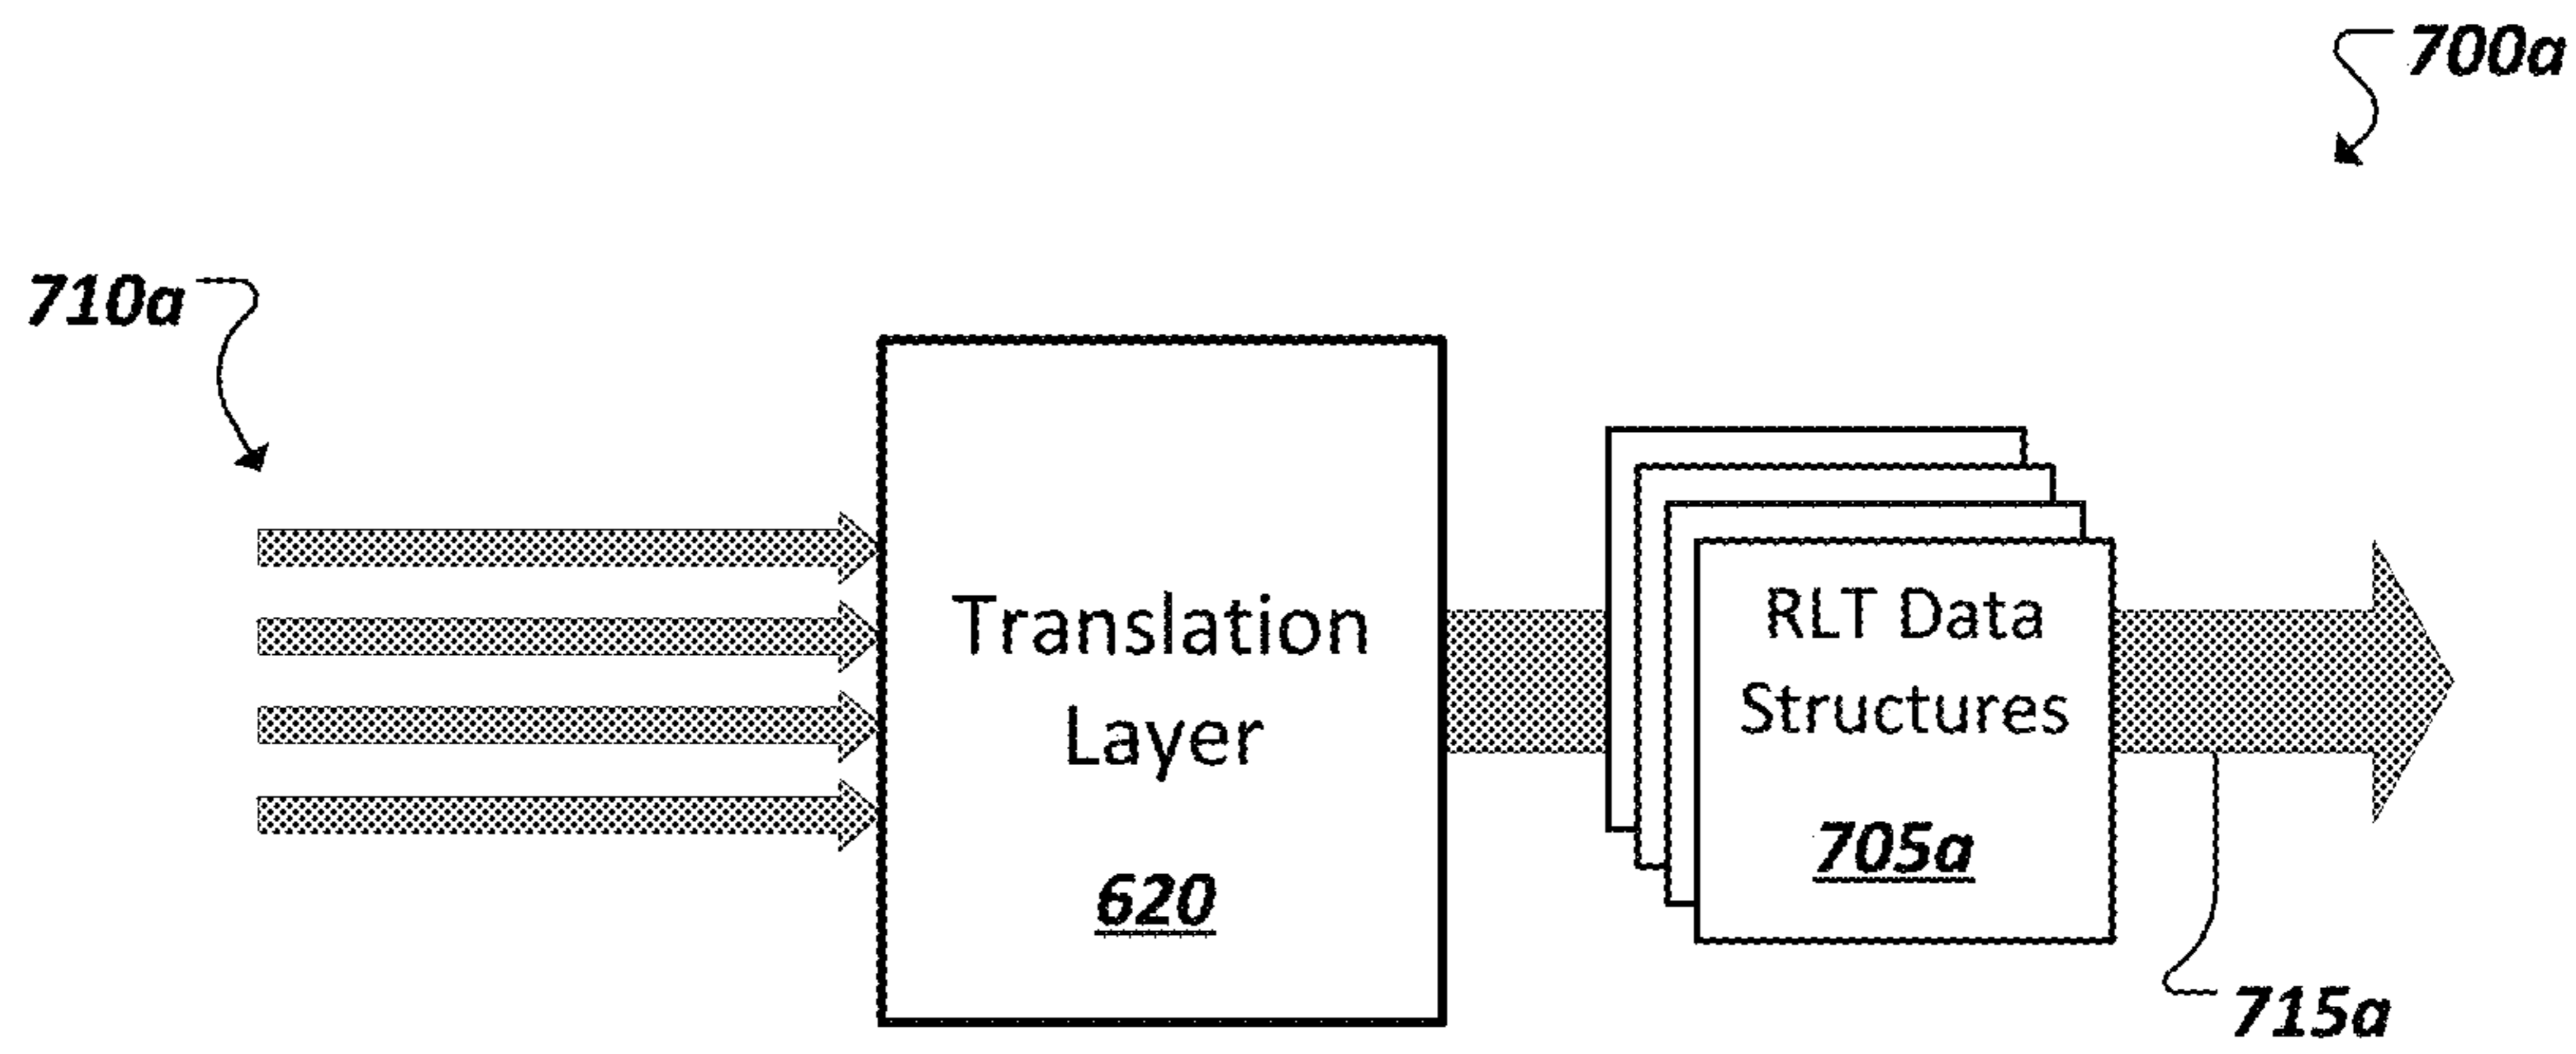 700a
710a
Translation
Layer
620
RLT Data
Structures
705a
715a